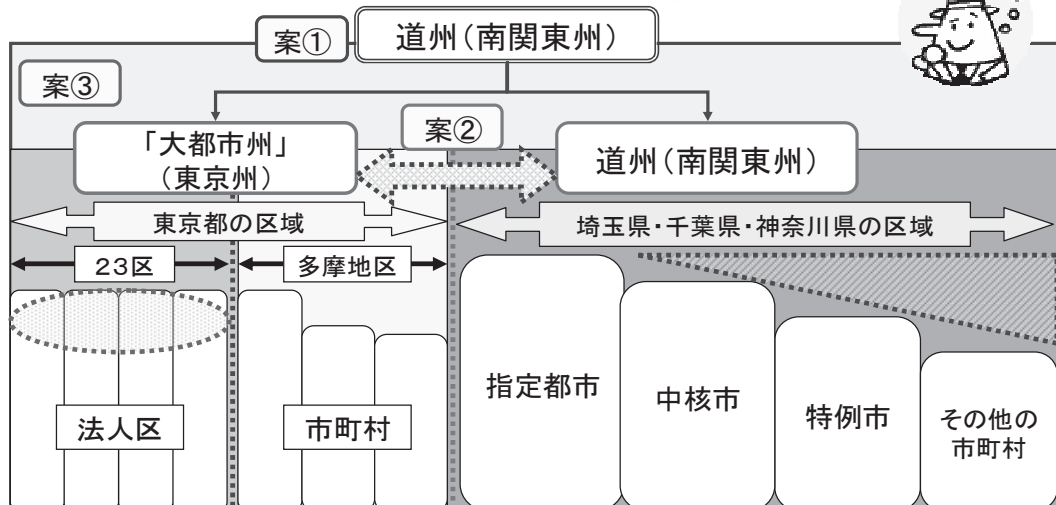 案①
道州(南関東州)
案③
案②
「大都市州」
(東京州)
道州(南関東州)
東京都の区域
埼玉県・千葉県・神奈川県の区域
23区
多摩地区
法人区
市町村
指定都市
中核市
特例市
その他の
市町村